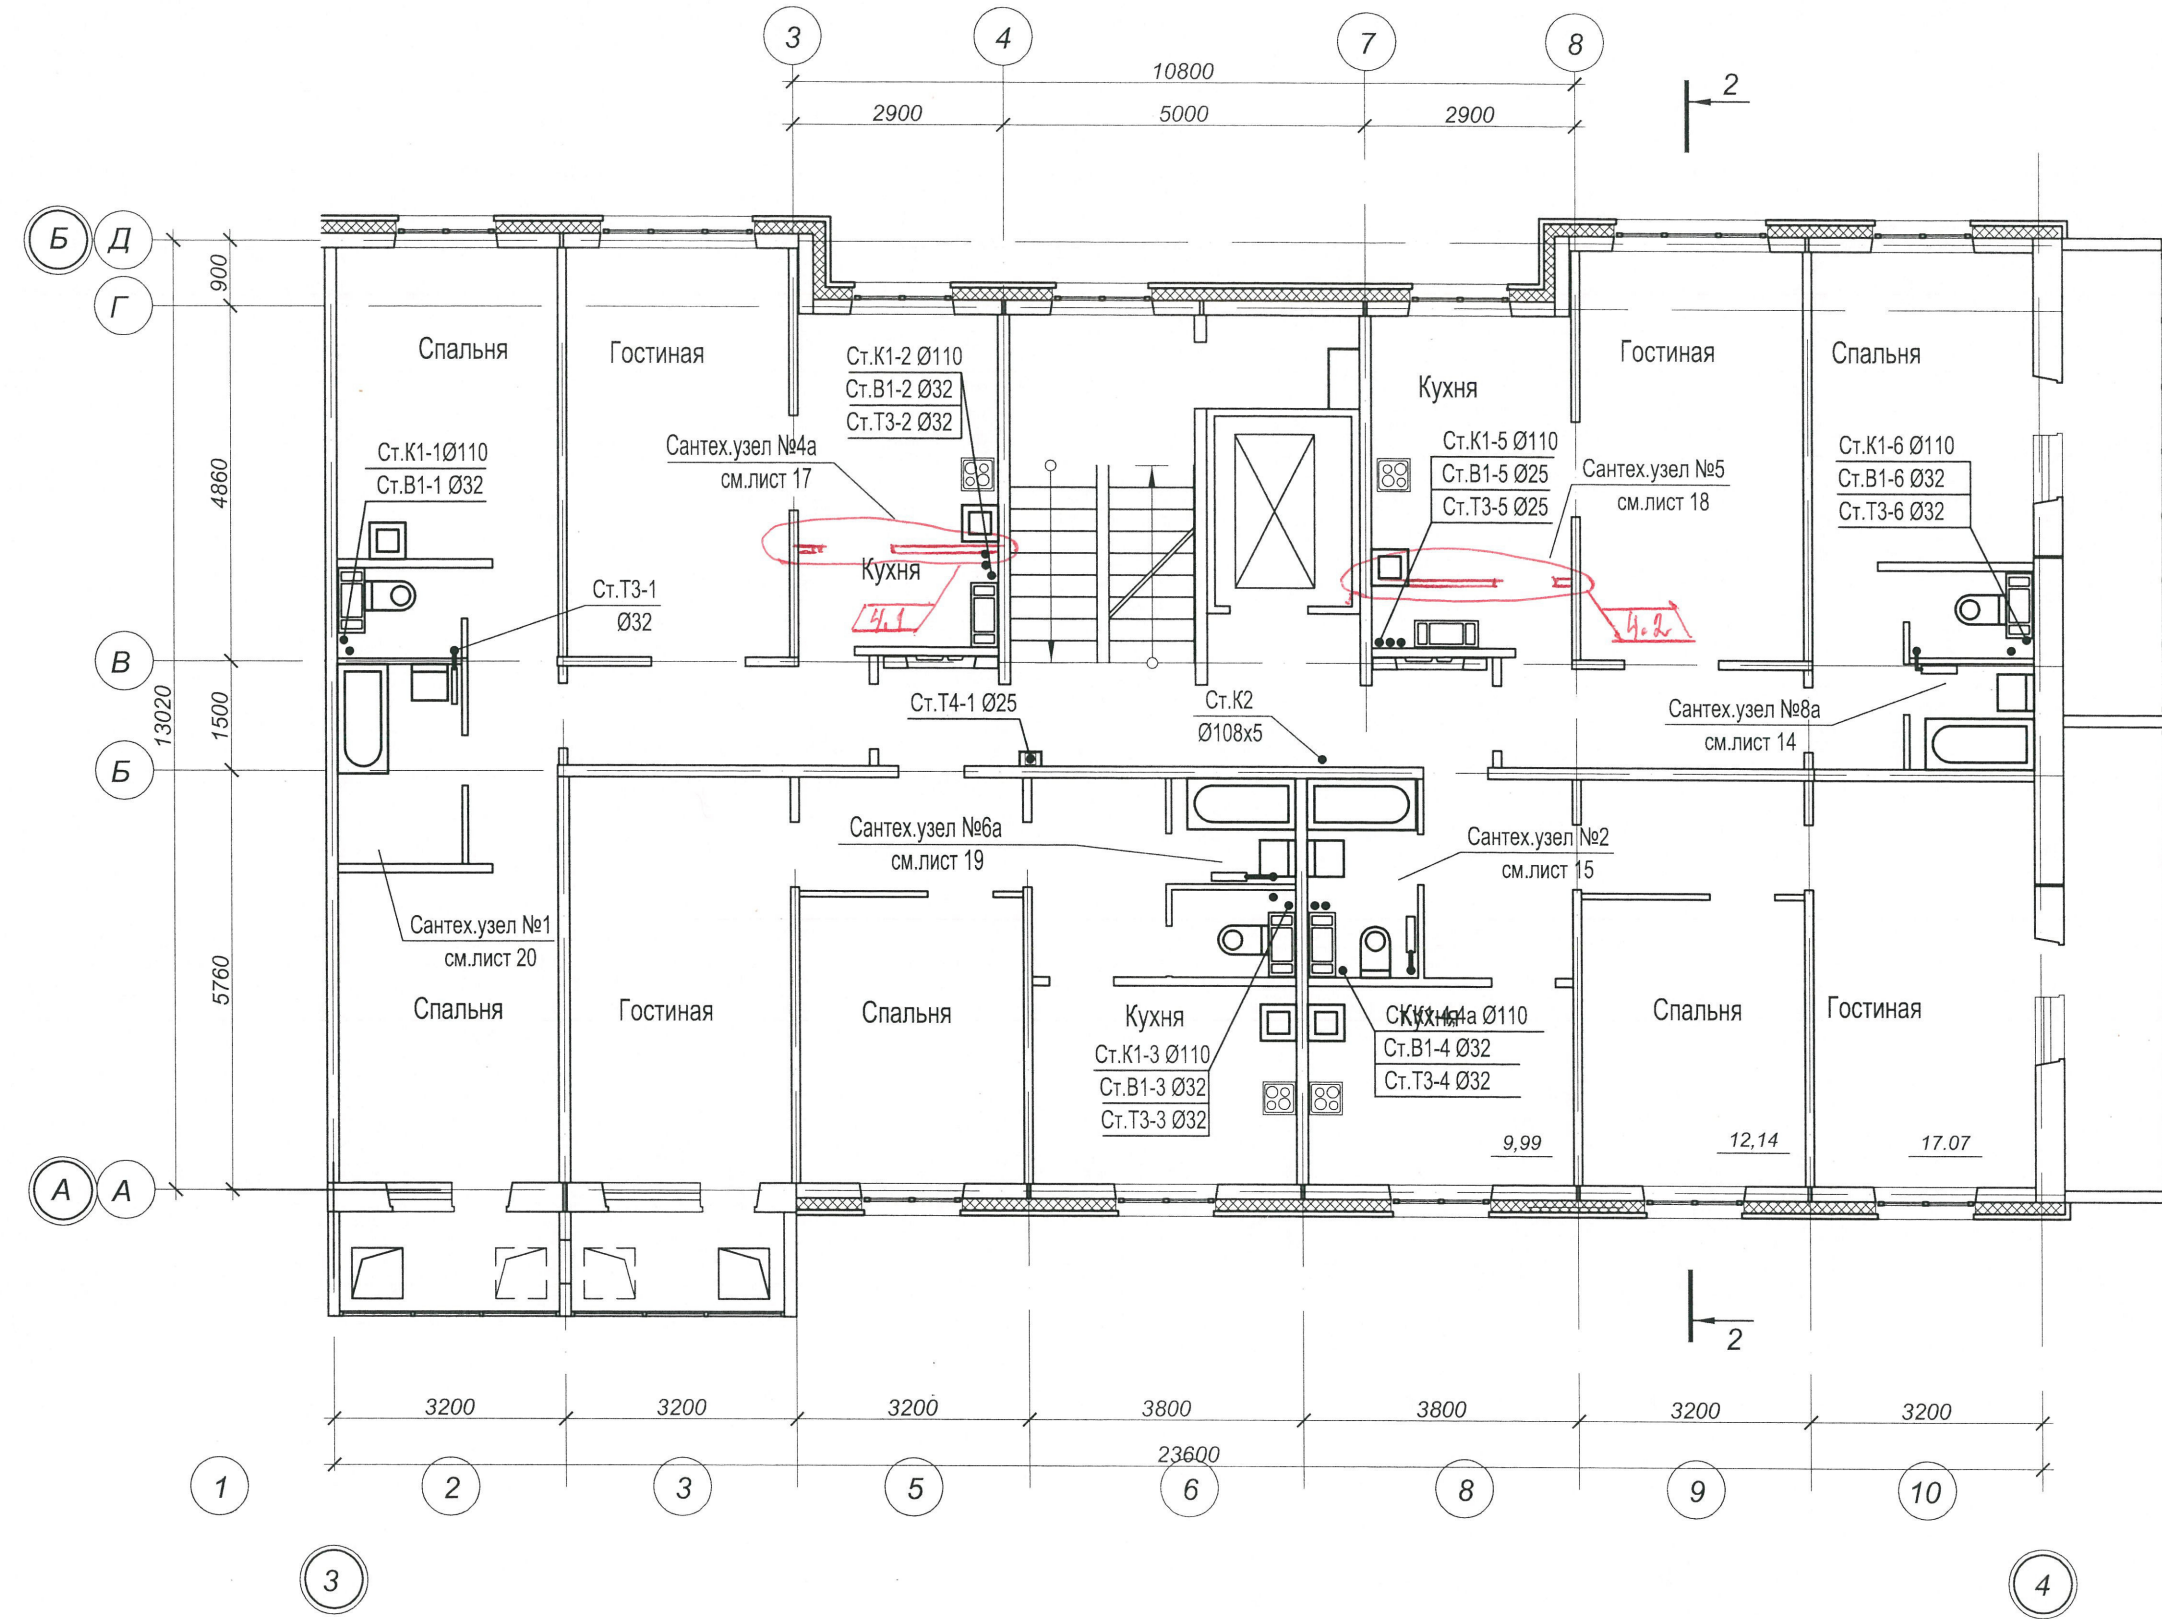 3 4 7 8
10800
2900 5000 2900
2
Б Д
Г
В
Б
А А
900
4860
1500
5760
13020
Спальня
Гостиная
Ст.К1-2 Ø110
Ст.В1-2 Ø32
Ст.Т3-2 Ø32
Кухня
Гостиная
Спальня
Сантех.узел №4а
см.лист 17
Ст.К1-1Ø110
Ст.В1-1 Ø32
Ст.К1-5 Ø110
Ст.В1-5 Ø25
Ст.Т3-5 Ø25
Сантех.узел №5
см.лист 18
Ст.К1-6 Ø110
Ст.В1-6 Ø32
Ст.Т3-6 Ø32
Кухня
Ст.Т3-1
Ø32
4.1
4.2
Ст.Т4-1 Ø25
Ст.К2
Ø108х5
Сантех.узел №8а
см.лист 14
Сантех.узел №6а
см.лист 19
Сантех.узел №2
см.лист 15
Сантех.узел №1
см.лист 20
Спальня
Гостиная
Спальня
Кухня
Кухня
Спальня
Гостиная
Ст.К1-3 Ø110
Ст.В1-3 Ø32
Ст.Т3-3 Ø32
Ст.К1-4,4а Ø110
Ст.В1-4 Ø32
Ст.Т3-4 Ø32
9,99
12,14
17.07
2
3200 3200 3200 3800 3800 3200 3200
23600
1 2 3 5 6 8 9 10
3 4